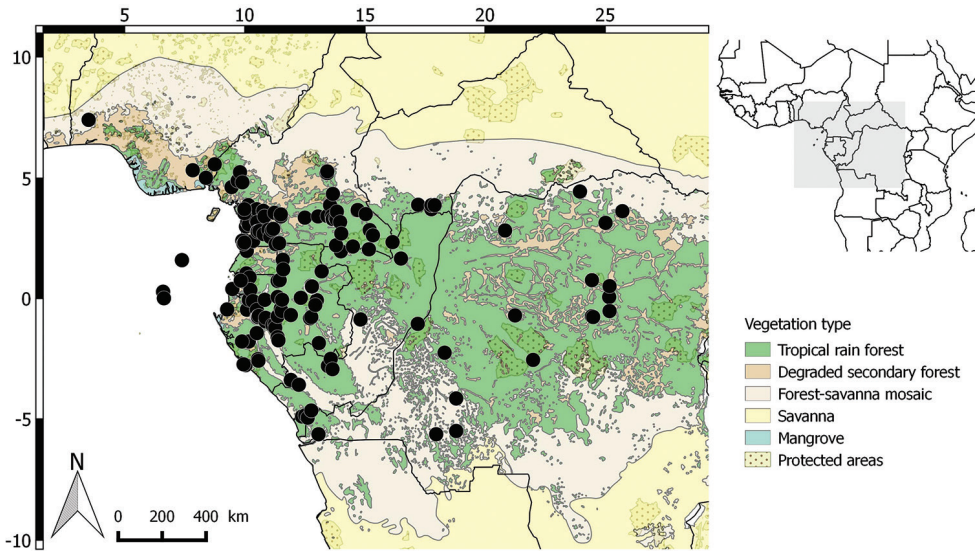 5 10 15 20 25
10
5
0
-5
-10
N
0 200 400 km
Vegetation type
Tropical rain forest
Degraded secondary forest
Forest-savanna mosaic
Savanna
Mangrove
Protected areas